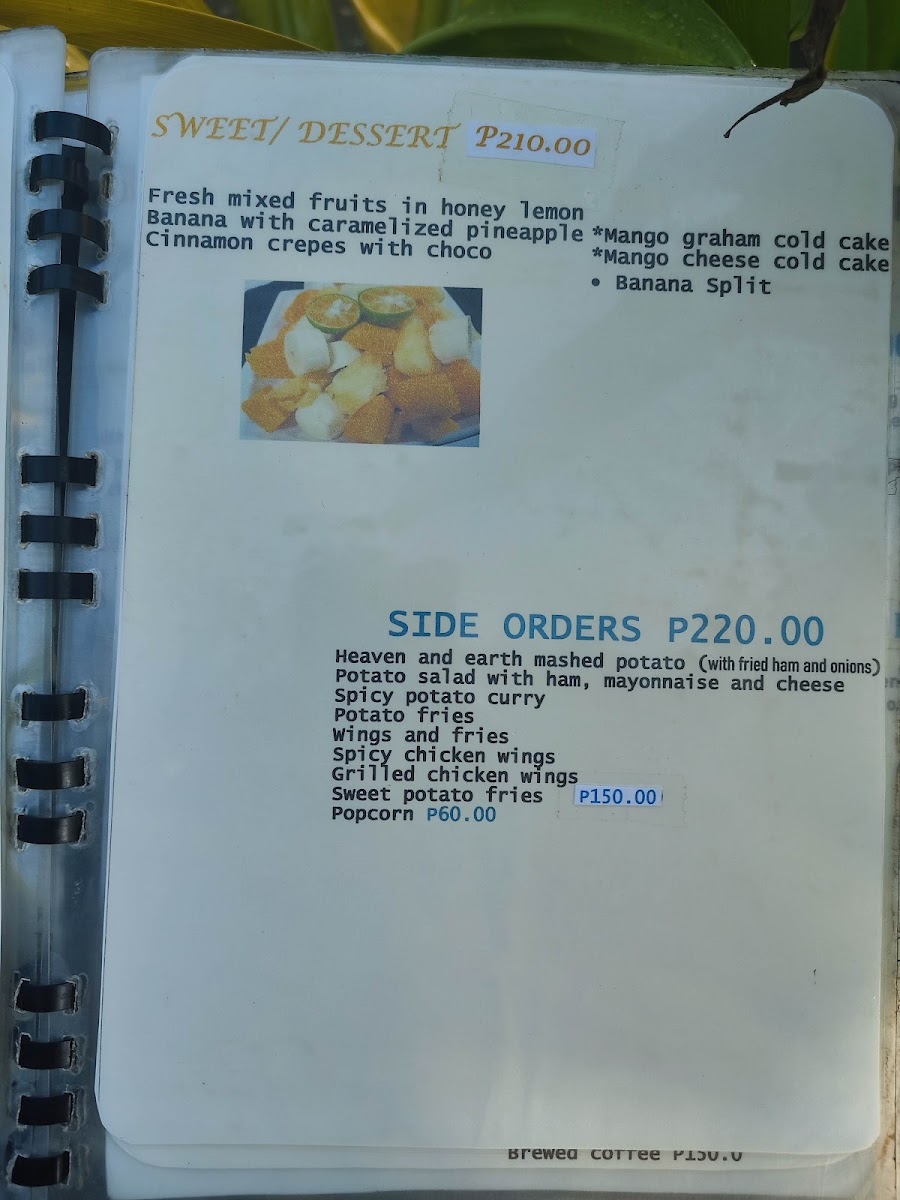 SWEET/ DESSERT P210.00
Fresh mixed fruits in honey lemon
Banana with caramelized pineapple
Cinnamon crepes with choco
*Mango graham cold cake
*Mango cheese cold cake
• Banana Split
SIDE ORDERS P220.00
Heaven and earth mashed potato (with fried ham and onions)
Potato salad with ham, mayonnaise and cheese
Spicy potato curry
Potato fries
Wings and fries
Spicy chicken wings
Grilled chicken wings
Sweet potato fries P150.00
Popcorn P60.00
Brewed coffee P150.0